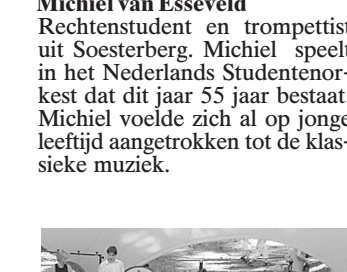 Michiel van Esseveld
Rechtenstudent en trompettist
uit Soesterberg. Michiel speelt
in het Nederlands Studentenor-
kest dat dit jaar 55 jaar bestaat.
Michiel voelde zich al op jonge
leeftijd aangetrokken tot de klas-
sieke muziek.